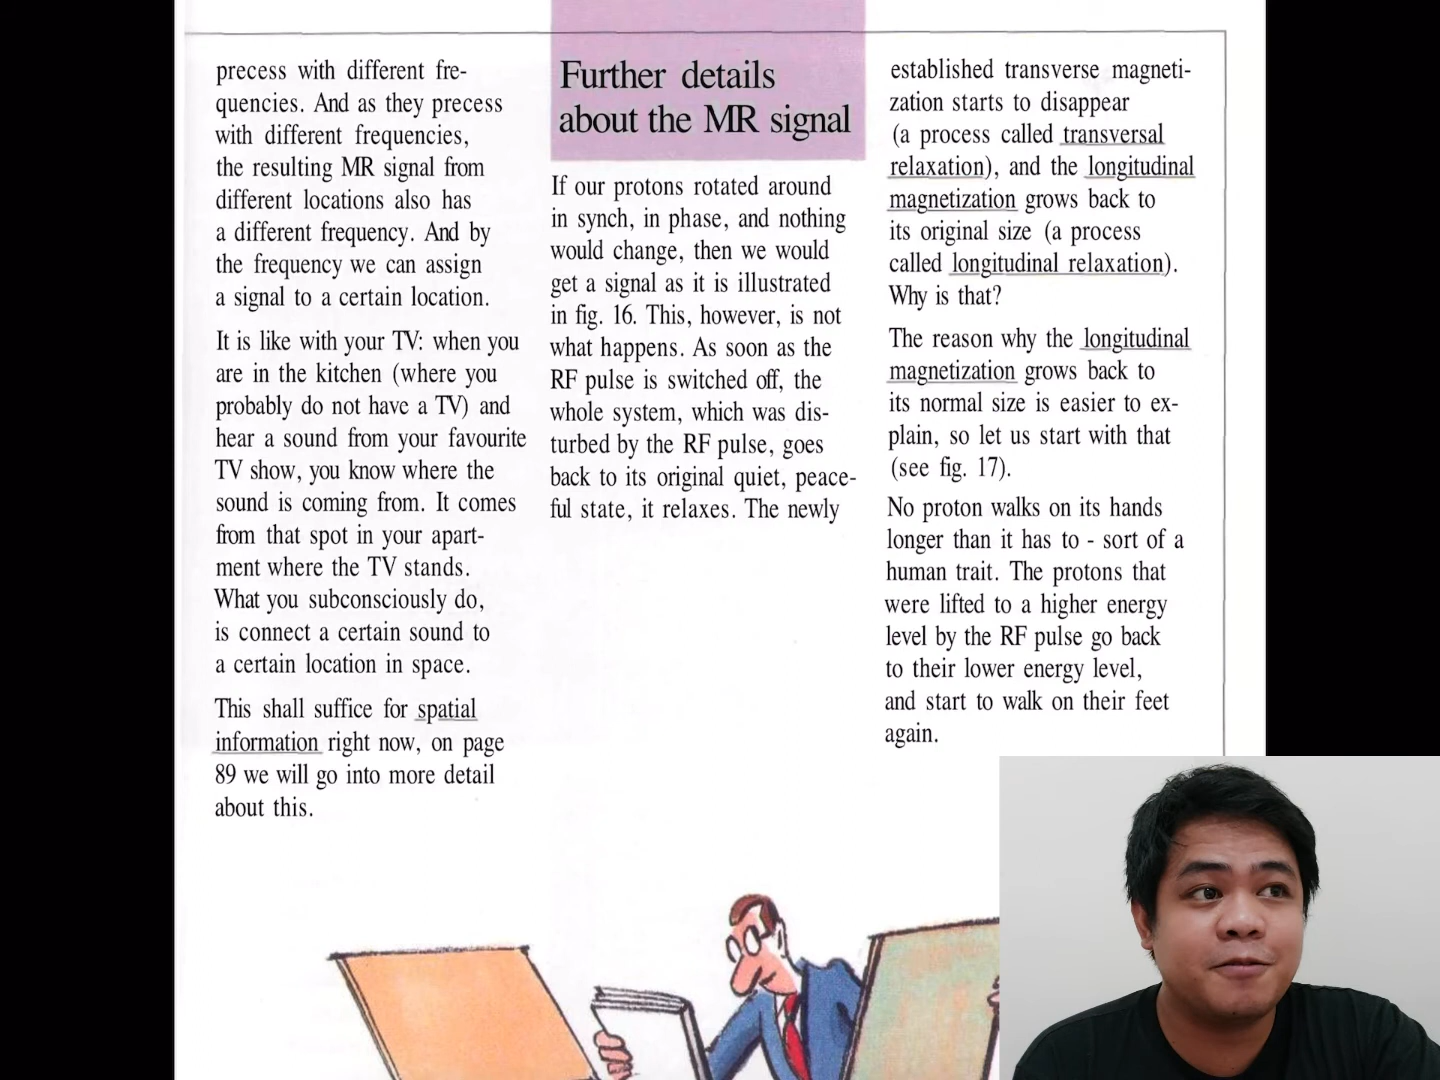 precess with different fre-
quencies. And as they precess
with different frequencies,
the resulting MR signal from
different locations also has
a different frequency. And by
the frequency we can assign
a signal to a certain location.
It is like with your TV: when you
are in the kitchen (where you
probably do not have a TV) and
hear a sound from your favourite
TV show, you know where the
sound is coming from. It comes
from that spot in your apart-
ment where the TV stands.
What you subconsciously do,
is connect a certain sound to
a certain location in space.
This shall suffice for spatial
information right now, on page
89 we will go into more detail
about this.
Further details
about the MR signal
If our protons rotated around
in synch, in phase, and nothing
would change, then we would
get a signal as it is illustrated
in fig. 16. This, however, is not
what happens. As soon as the
RF pulse is switched off, the
whole system, which was dis-
turbed by the RF pulse, goes
back to its original quiet, peace-
ful state, it relaxes. The newly
established transverse magneti-
zation starts to disappear
(a process called transversal
relaxation), and the longitudinal
magnetization grows back to
its original size (a process
called longitudinal relaxation).
Why is that?
The reason why the longitudinal
magnetization grows back to
its normal size is easier to ex-
plain, so let us start with that
(see fig. 17).
No proton walks on its hands
longer than it has to - sort of a
human trait. The protons that
were lifted to a higher energy
level by the RF pulse go back
to their lower energy level,
and start to walk on their feet
again.